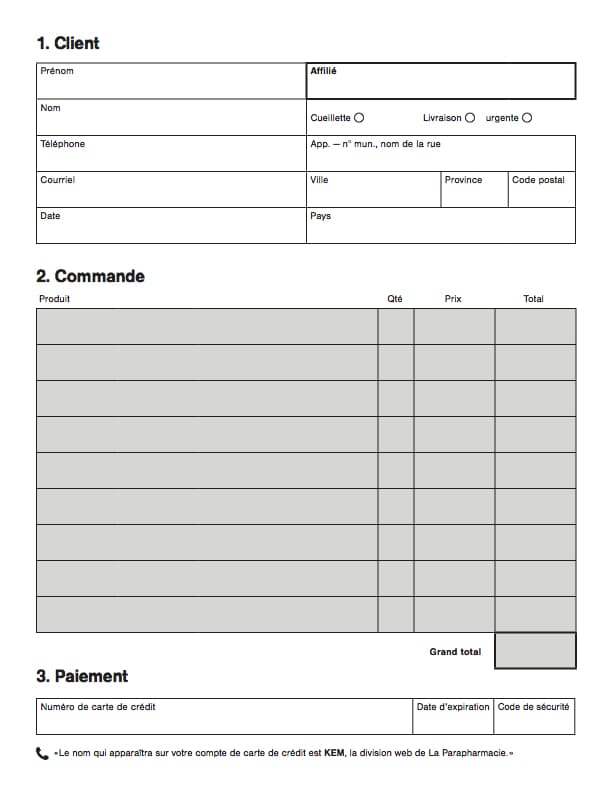 1. Client
Prénom
Affilié
Nom
Cueillette
Livraison
urgente
Téléphone
App. — n° mun., nom de la rue
Courriel
Ville
Province
Code postal
Date
Pays
2. Commande
Produit
Qté
Prix
Total
Grand total
3. Paiement
Numéro de carte de crédit
Date d'expiration
Code de sécurité
«Le nom qui apparaîtra sur votre compte de carte de crédit est KEM, la division web de La Parapharmacie.»